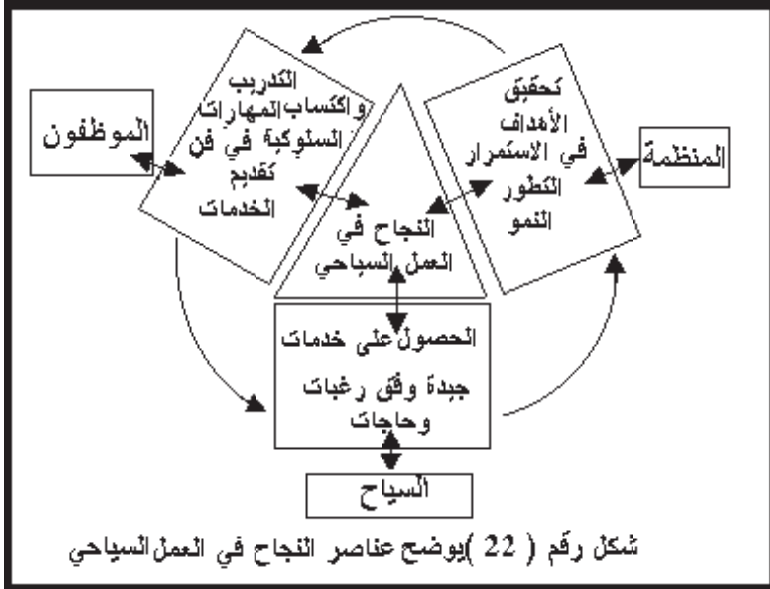 تحقيق
الأهداف
في الاستمرار
التطور
النمو
المنظمة
التدريب
واكتساب المهارات
السلوكية في فن
تقديم
الخدمات
الموظفون
النجاح في
العمل السياحي
الحصول على خدمات
جيدة وفق رغبات
وحاجات
السياح
شكل رقم ( 22 )يوضح عناصر النجاح في العمل السياحي